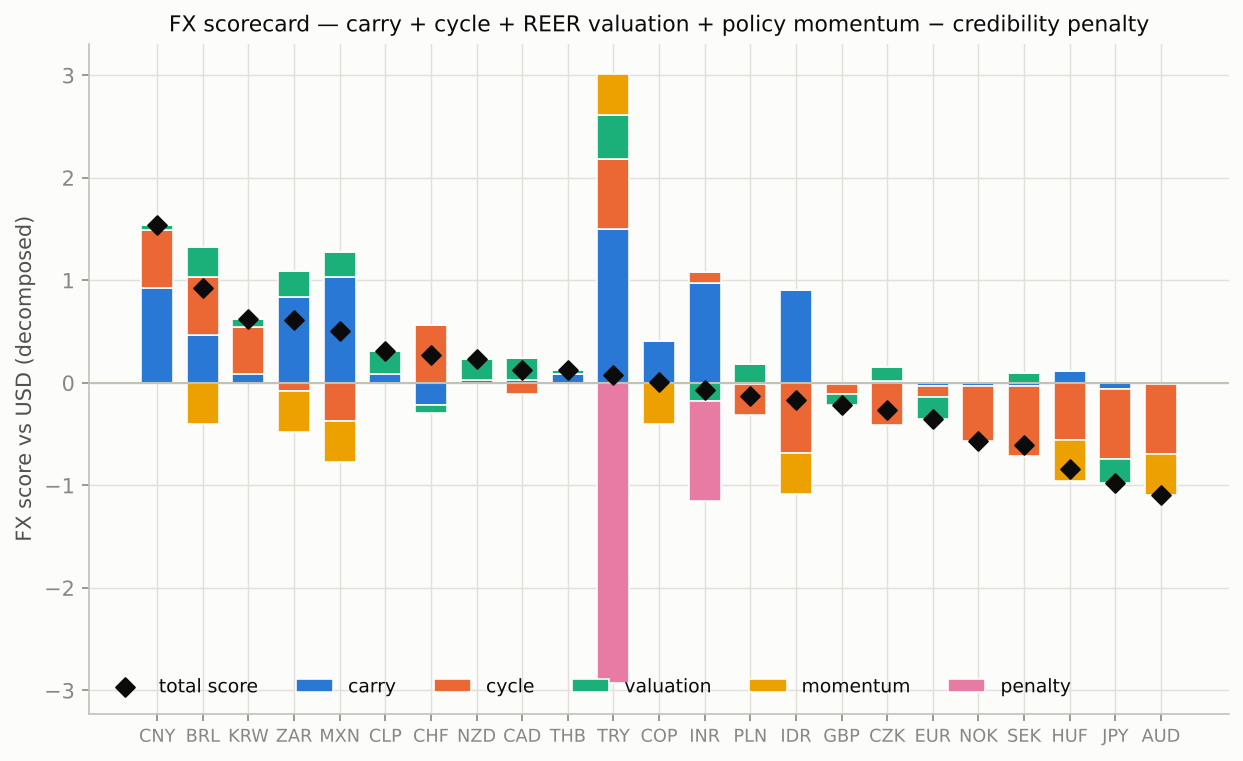 FX scorecard — carry + cycle + REER valuation + policy momentum − credibility penalty
FX score vs USD (decomposed)
3
2
1
0
−1
−2
−3
total score
carry
cycle
valuation
momentum
penalty
CNY BRL KRW ZAR MXN CLP CHF NZD CAD THB TRY COP INR PLN IDR GBP CZK EUR NOK SEK HUF JPY AUD